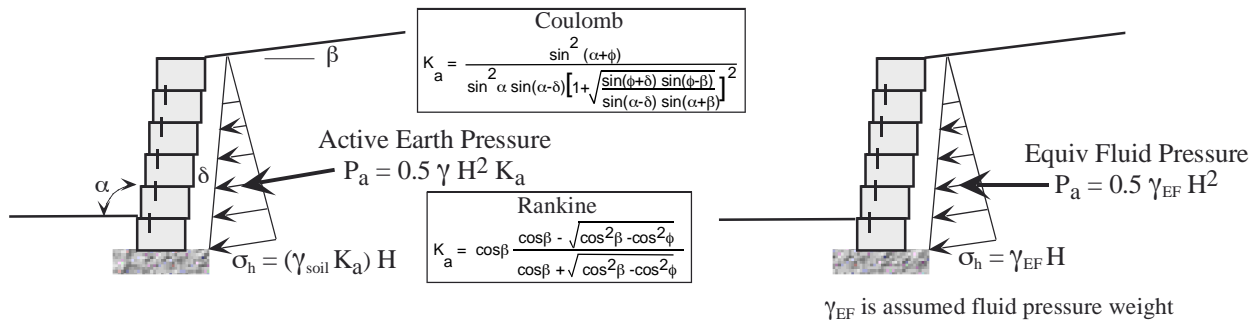 Coulomb
K_a = sin² (α+ϕ) / sin²α sin(α-δ)[1+√(sin(ϕ+δ) sin(ϕ-β) / sin(α-δ) sin(α+β))]²
β
Active Earth Pressure
P_a = 0.5 γ H² K_a
α
δ
σ_h = (γ_soil K_a) H
Rankine
K_a = cosβ (cosβ - √(cos²β -cos²ϕ)) / (cosβ + √(cos²β -cos²ϕ))
Equiv Fluid Pressure
P_a = 0.5 γ_EF H²
σ_h = γ_EF H
γ_EF is assumed fluid pressure weight